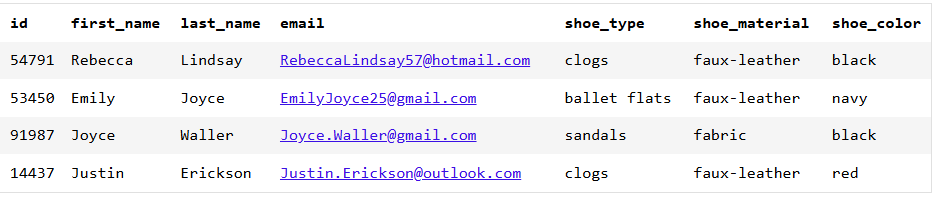 id first_name last_name email shoe_type shoe_material shoe_color
54791 Rebecca Lindsay RebeccaLindsay57@hotmail.com clogs faux-leather black
53450 Emily Joyce EmilyJoyce25@gmail.com ballet flats faux-leather navy
91987 Joyce Waller Joyce.Waller@gmail.com sandals fabric black
14437 Justin Erickson Justin.Erickson@outlook.com clogs faux-leather red